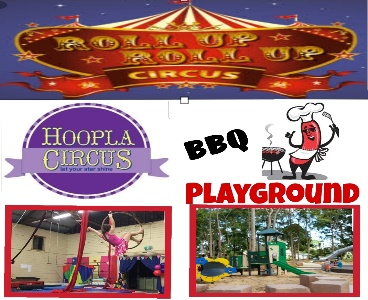 ROLL UP ROLL UP
CIRCUS
HOOPLA
CIRCUS
let your star shine
BBQ
PLAYGROUND